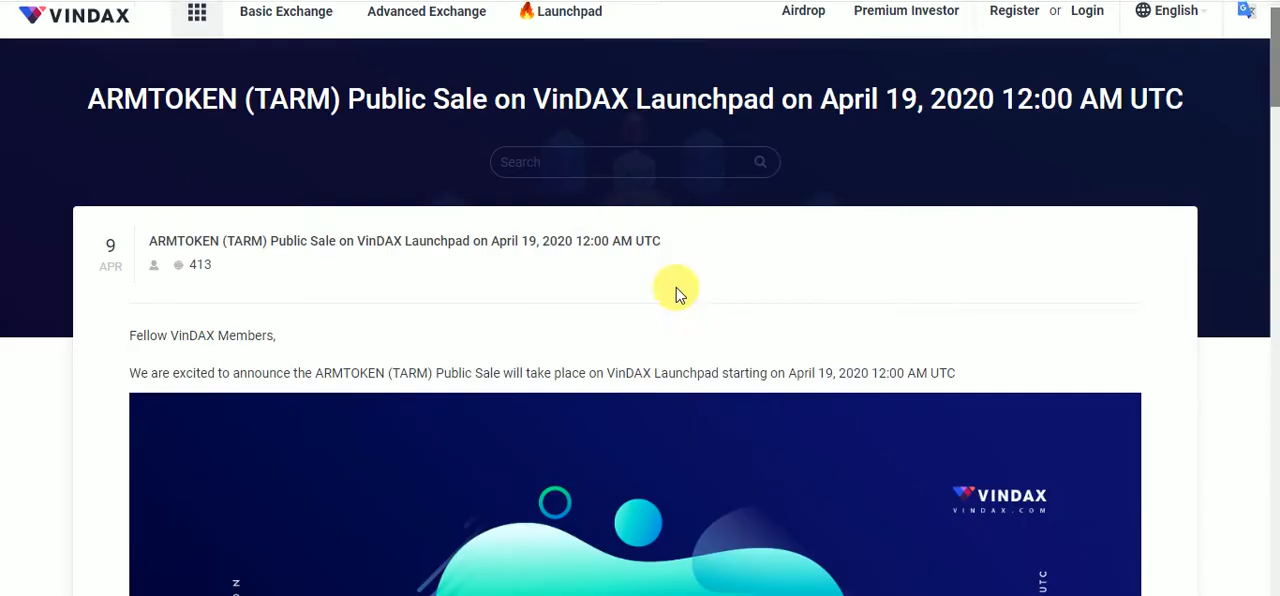 VINDAX
Basic Exchange
Advanced Exchange
Launchpad
Airdrop
Premium Investor
Register or Login
English
ARMTOKEN (TARM) Public Sale on VinDAX Launchpad on April 19, 2020 12:00 AM UTC
Search
9
APR
ARMTOKEN (TARM) Public Sale on VinDAX Launchpad on April 19, 2020 12:00 AM UTC
413
Fellow VinDAX Members,
We are excited to announce the ARMTOKEN (TARM) Public Sale will take place on VinDAX Launchpad starting on April 19, 2020 12:00 AM UTC
VINDAX
VINDAX.COM
N
UTC